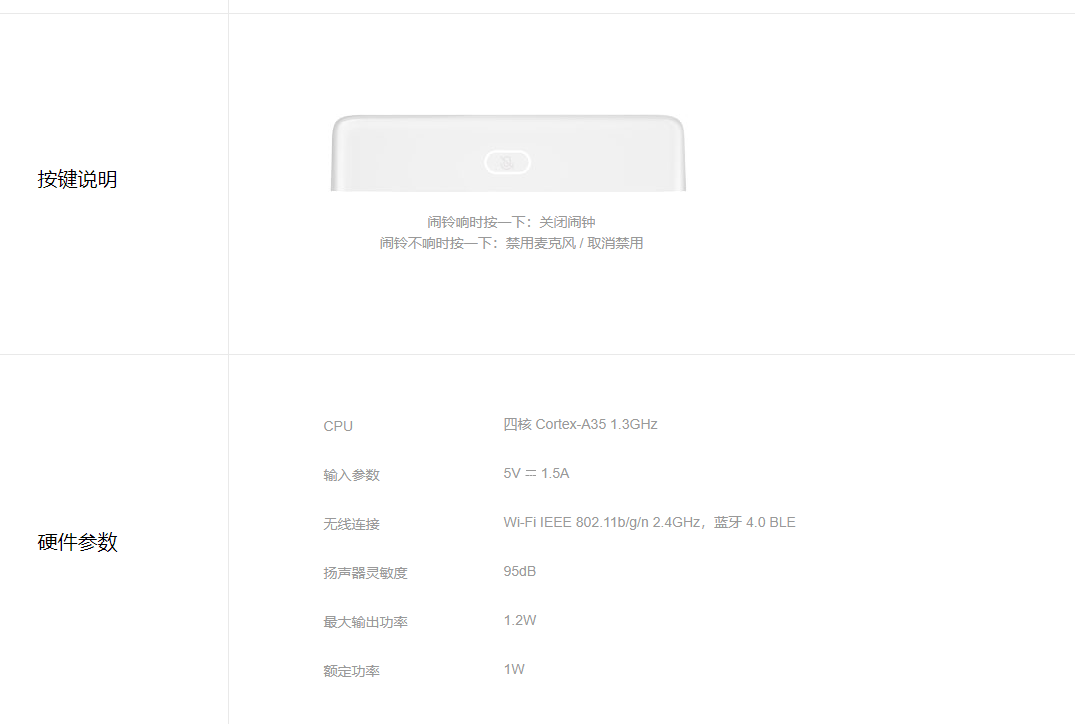 按键说明
闹铃响时按一下：关闭闹钟
闹铃不响时按一下：禁用麦克风 / 取消禁用
硬件参数
CPU 四核 Cortex-A35 1.3GHz
输入参数 5V ⎓ 1.5A
无线连接 Wi-Fi IEEE 802.11b/g/n 2.4GHz，蓝牙 4.0 BLE
扬声器灵敏度 95dB
最大输出功率 1.2W
额定功率 1W